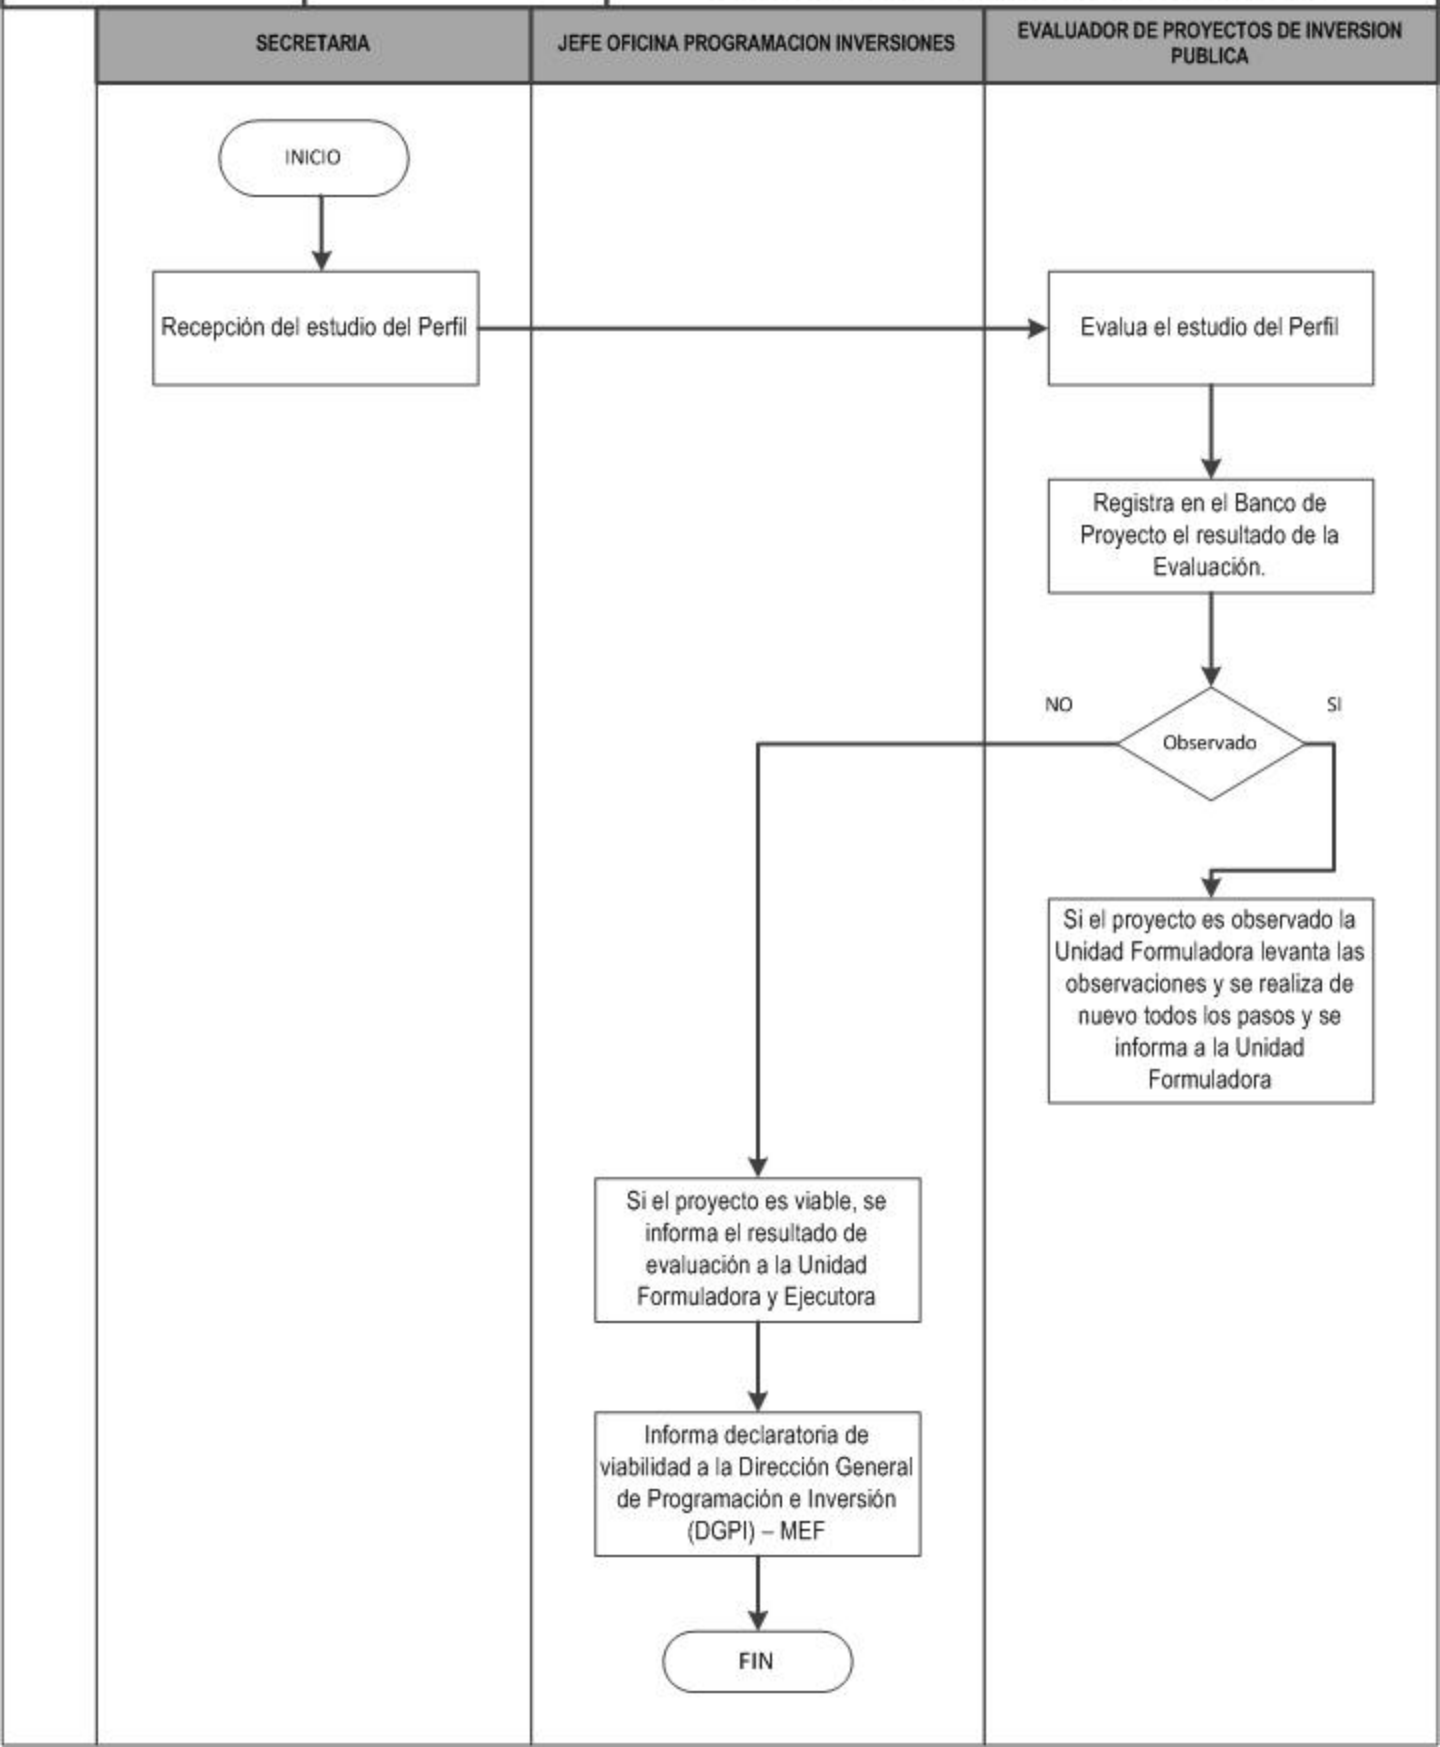 SECRETARIA
JEFE OFICINA PROGRAMACION INVERSIONES
EVALUADOR DE PROYECTOS DE INVERSION
PUBLICA
INICIO
Recepción del estudio del Perfil
Evalua el estudio del Perfil
Registra en el Banco de
Proyecto el resultado de la
Evaluación.
NO
SI
Observado
Si el proyecto es observado la
Unidad Formuladora levanta las
observaciones y se realiza de
nuevo todos los pasos y se
informa a la Unidad
Formuladora
Si el proyecto es viable, se
informa el resultado de
evaluación a la Unidad
Formuladora y Ejecutora
Informa declaratoria de
viabilidad a la Dirección General
de Programación e Inversión
(DGPI) – MEF
FIN